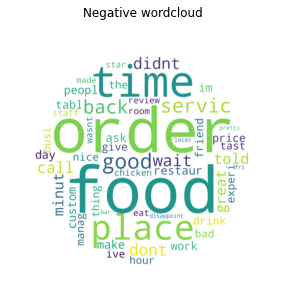 Negative wordcloud
star
didnt
made
time
peopl
the
im
review
tabl
back
room
servic
staff
wasnt
price
busi
order
ask
friend
tast
give
day
nice
good
wait
told
call
chicken
restaur
locat
pretti
minut
custom
thing
food
great
experi
fri
manag
eat
disappoint
place
bar
drink
bad
make
dont
work
ive
hour